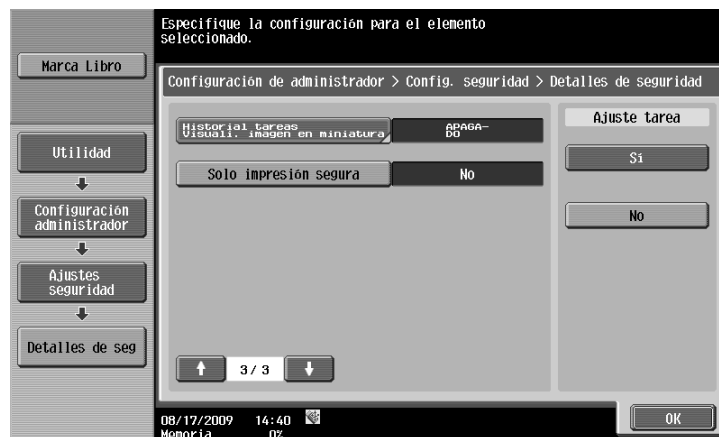 Especifique la configuración para el elemento
seleccionado.
Marca Libro
Configuración de administrador > Config. seguridad > Detalles de seguridad
Historial tareas
Visuali. imagen en miniatura
APAGA-
DO
Ajuste tarea
Utilidad
Sí
Solo impresión segura
No
Configuración
administrador
No
Ajustes
seguridad
Detalles de seg
3/ 3
08/17/2009 14:40
Memoria 0%
OK